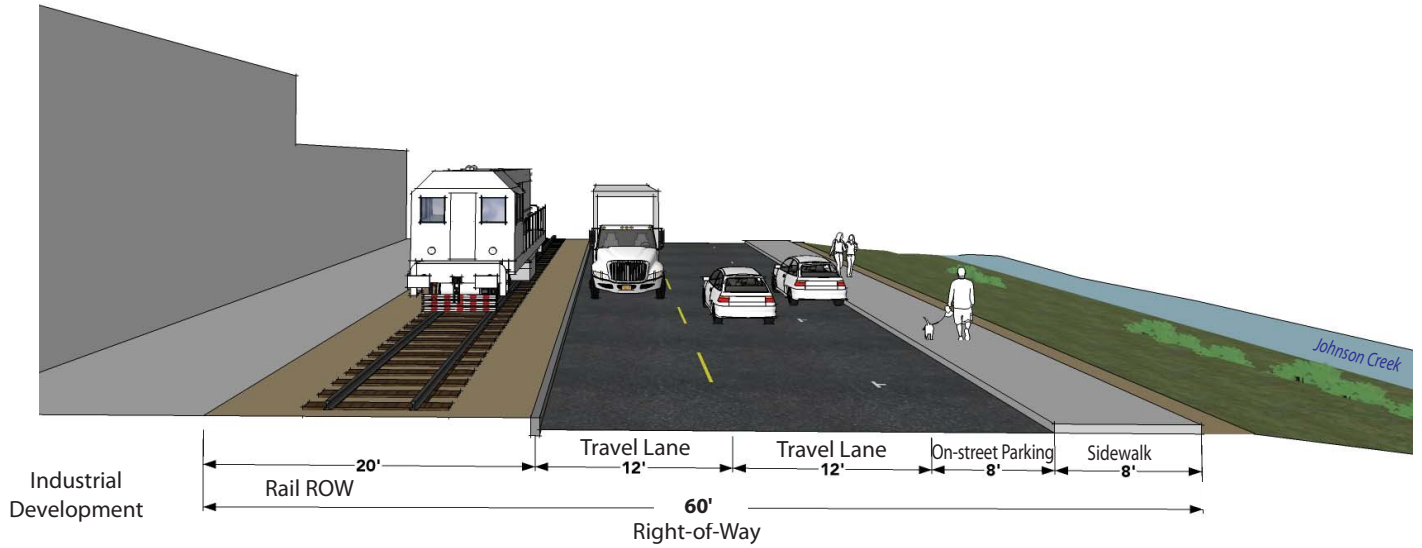 Johnson Creek
Travel Lane
Travel Lane
On-street Parking
Sidewalk
20'
12'
12'
8'
8'
Industrial
Development
Rail ROW
60'
Right-of-Way